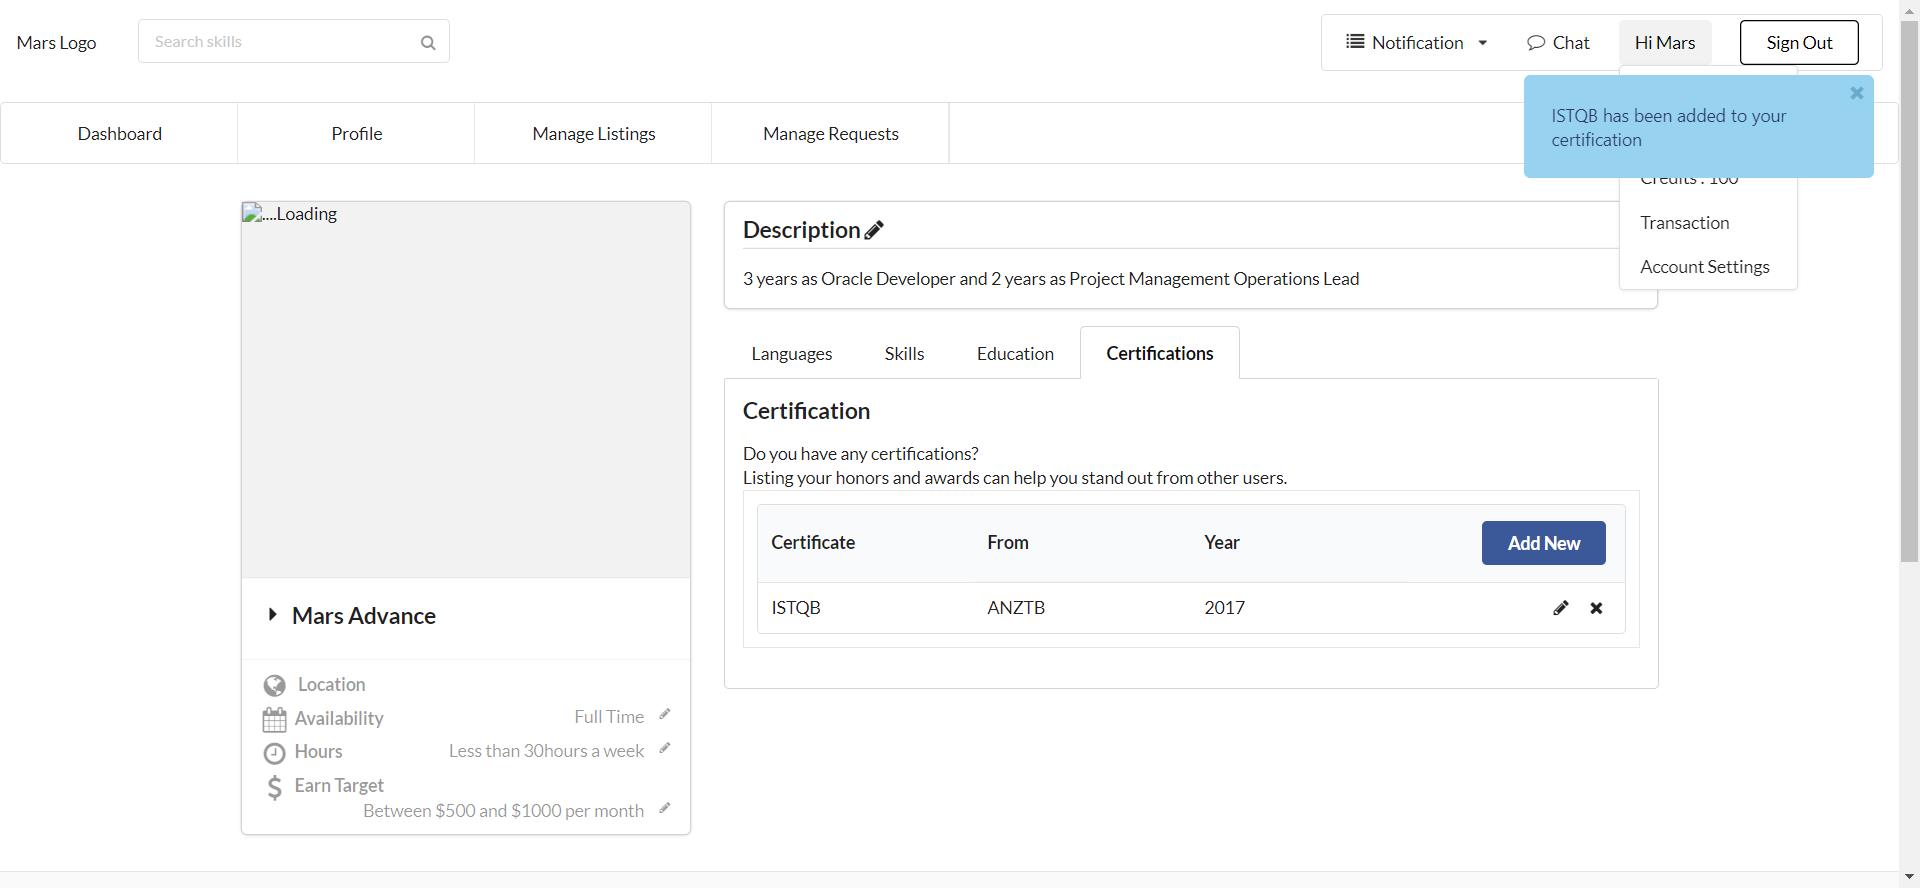 Mars Logo
Search skills
Notification
Chat
Hi Mars
Sign Out
ISTQB has been added to your
certification
Dashboard
Profile
Manage Listings
Manage Requests
Credits : 100
Transaction
Account Settings
....Loading
Description
3 years as Oracle Developer and 2 years as Project Management Operations Lead
Languages
Skills
Education
Certifications
Certification
Do you have any certifications?
Listing your honors and awards can help you stand out from other users.
Certificate From Year Add New
ISTQB ANZTB 2017
Mars Advance
Location
Availability Full Time
Hours Less than 30hours a week
Earn Target
Between $500 and $1000 per month